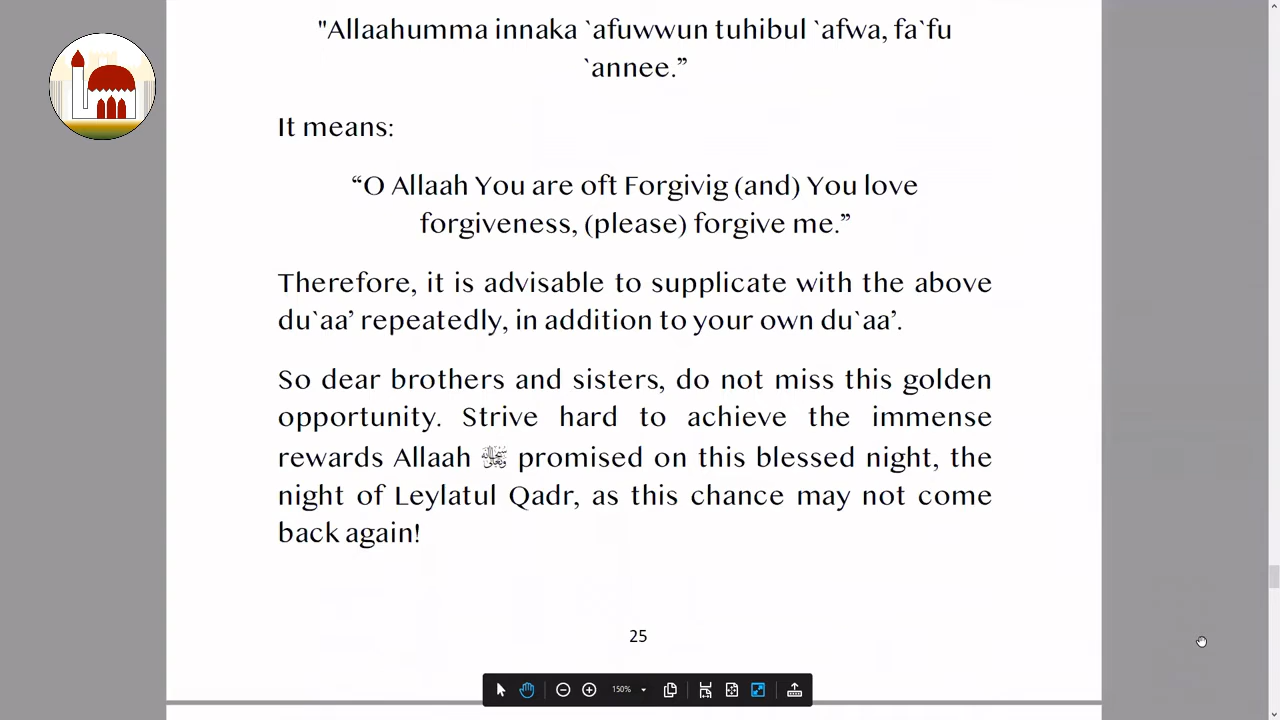 "Allaahumma innaka `afuwwun tuhibul `afwa, fa`fu
`annee.”
It means:
“O Allaah You are oft Forgivig (and) You love
forgiveness, (please) forgive me.”
Therefore, it is advisable to supplicate with the above
du`aa’ repeatedly, in addition to your own du`aa’.
So dear brothers and sisters, do not miss this golden
opportunity. Strive hard to achieve the immense
rewards Allaah سبحانه وتعالى promised on this blessed night, the
night of Leylatul Qadr, as this chance may not come
back again!
25
150%